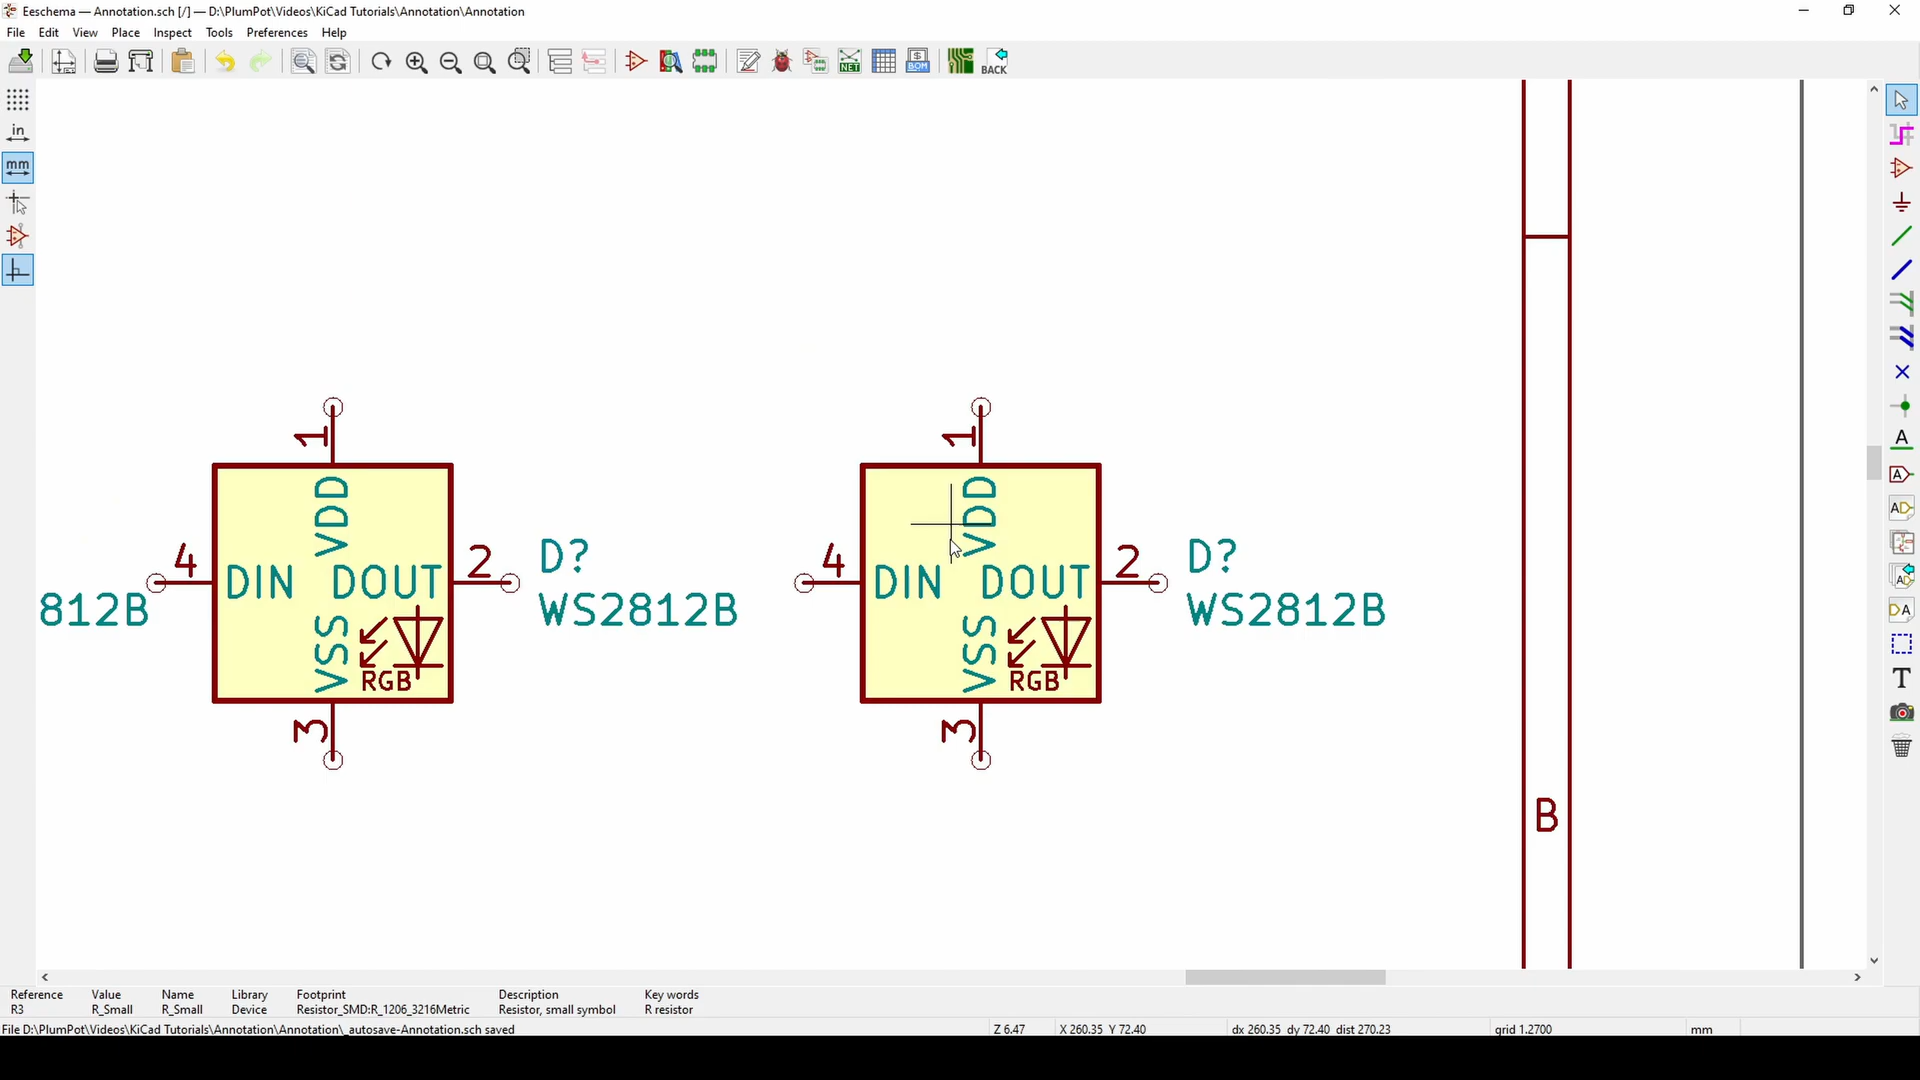 Eeschema — Annotation.sch [/] — D:\PlumPot\Videos\KiCad Tutorials\Annotation\Annotation
File Edit View Place Inspect Tools Preferences Help
NET
BOM
BACK
in
mm
1
1
VDD
VDD
4
DIN
DOUT
2
D?
4
DIN
DOUT
2
D?
812B
WS2812B
WS2812B
VSS
RGB
VSS
RGB
3
3
B
A
A
A
A
A
T
Reference Value Name Library Footprint Description Key words
R3 R_Small R_Small Device Resistor_SMD:R_1206_3216Metric Resistor, small symbol R resistor
File D:\PlumPot\Videos\KiCad Tutorials\Annotation\Annotation\_autosave-Annotation.sch saved
Z 6.47 X 260.35 Y 72.40 dx 260.35 dy 72.40 dist 270.23 grid 1.2700 mm